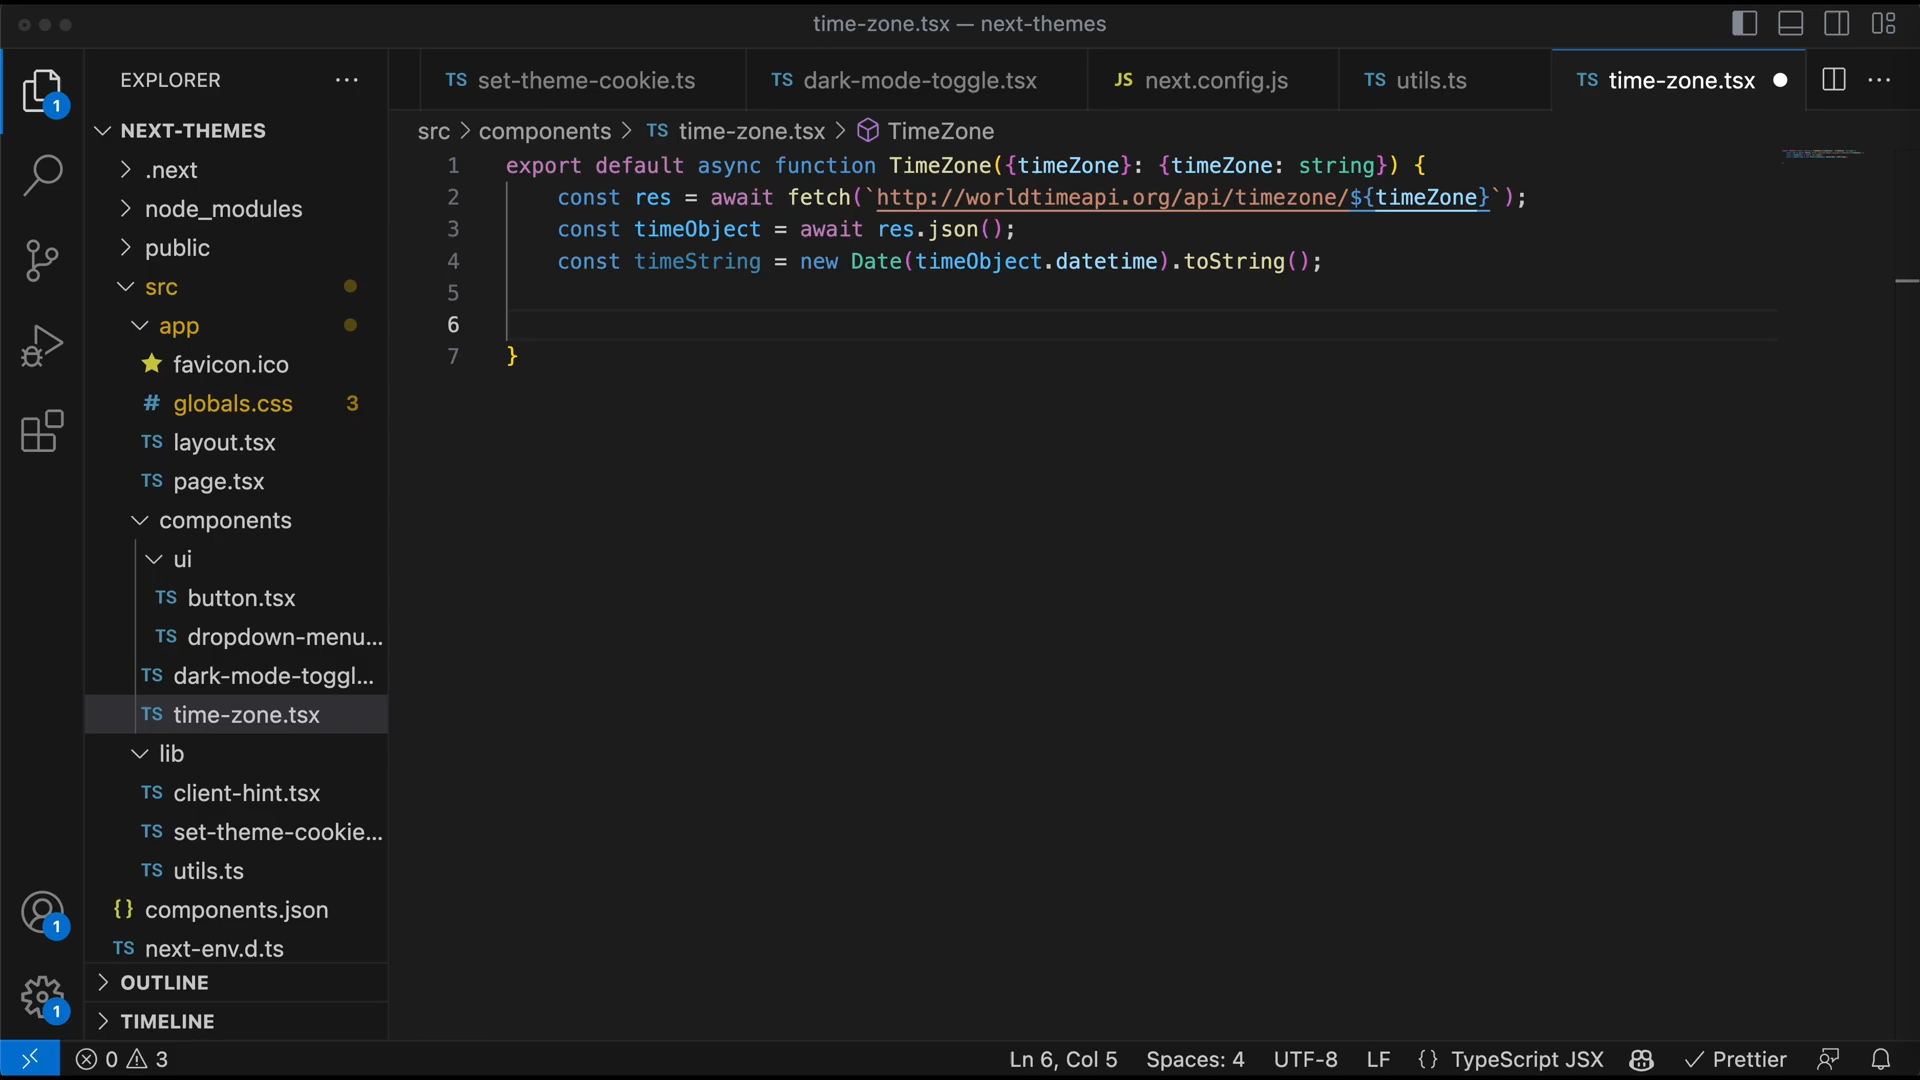 time-zone.tsx — next-themes
EXPLORER
TS set-theme-cookie.ts
TS dark-mode-toggle.tsx
JS next.config.js
TS utils.ts
TS time-zone.tsx
1
NEXT-THEMES
src > components > TS time-zone.tsx > TimeZone
.next
node_modules
public
src
app
favicon.ico
# globals.css 3
TS layout.tsx
TS page.tsx
components
ui
TS button.tsx
TS dropdown-menu...
TS dark-mode-toggl...
TS time-zone.tsx
lib
TS client-hint.tsx
TS set-theme-cookie...
TS utils.ts
{} components.json
TS next-env.d.ts
OUTLINE
TIMELINE
1
1
1 export default async function TimeZone({timeZone}: {timeZone: string}) {
2 const res = await fetch(`http://worldtimeapi.org/api/timezone/${timeZone}`);
3 const timeObject = await res.json();
4 const timeString = new Date(timeObject.datetime).toString();
5
6
7 }
0 3
Ln 6, Col 5 Spaces: 4 UTF-8 LF {} TypeScript JSX Prettier